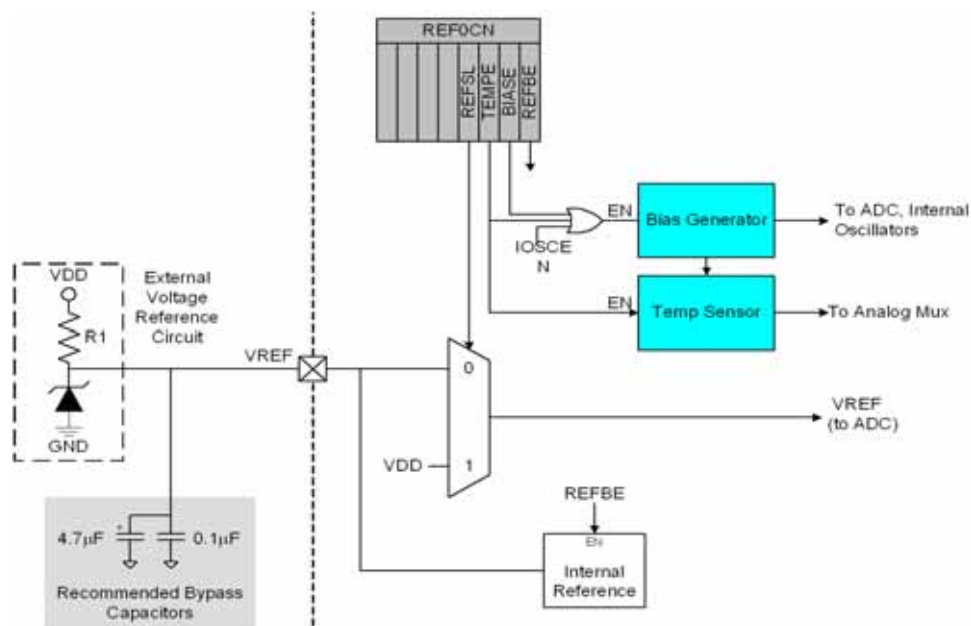 REF0CN
REFSL
TEMPE
BIASE
REFBE
EN
Bias Generator
To ADC, Internal
Oscillators
IOSCE
N
EN
Temp Sensor
To Analog Mux
VDD
R1
GND
External
Voltage
Reference
Circuit
VREF
0
VDD
1
VREF
(to ADC)
REFBE
EN
Internal
Reference
4.7µF
+
0.1µF
Recommended Bypass
Capacitors